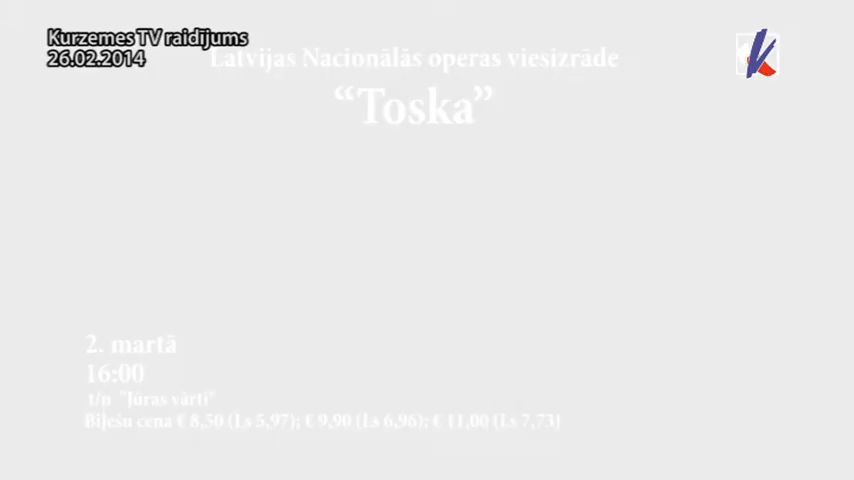 Kurzemes TV raidījums
26.02.2014
Latvijas Nacionālās operas viesizrāde
“Toska”
2. martā
16:00
t/n "Jūras vārti"
Biļešu cena € 8,50 (Ls 5,97); € 9,90 (Ls 6,96); € 11,00 (Ls 7,73)